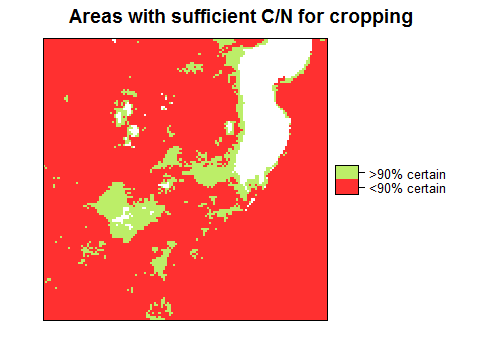 Areas with sufficient C/N for cropping
>90% certain
<90% certain